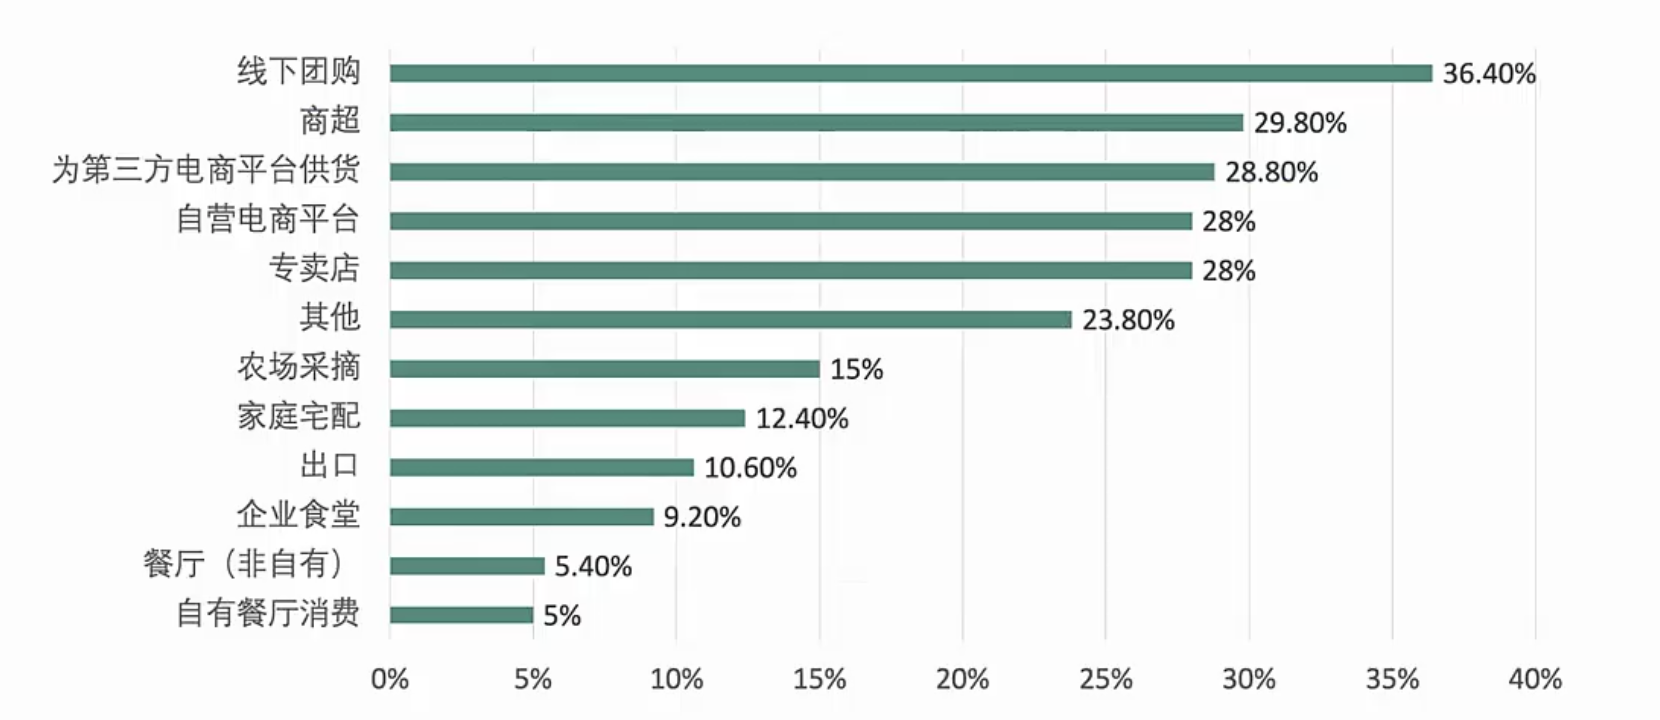 线下团购 36.40%
商超 29.80%
为第三方电商平台供货 28.80%
自营电商平台 28%
专卖店 28%
其他 23.80%
农场采摘 15%
家庭宅配 12.40%
出口 10.60%
企业食堂 9.20%
餐厅（非自有） 5.40%
自有餐厅消费 5%
0% 5% 10% 15% 20% 25% 30% 35% 40%